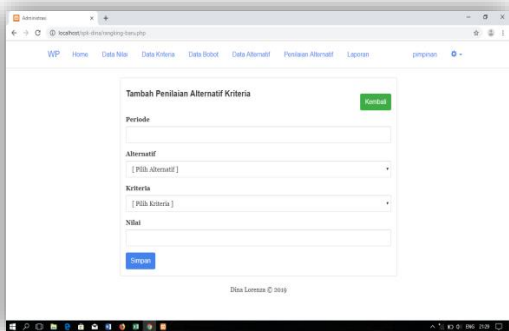 Administrasi
localhost/spk-dina/rangking-baru.php
WP Home Data Nilai Data Kriteria Data Bobot Data Alternatif Penilaian Alternatif Laporan pimpinan
Tambah Penilaian Alternatif Kriteria
Kembali
Periode
Alternatif
[ Pilih Alternatif ]
Kriteria
[ Pilih Kriteria ]
Nilai
Simpan
Dina Lorenza © 2019